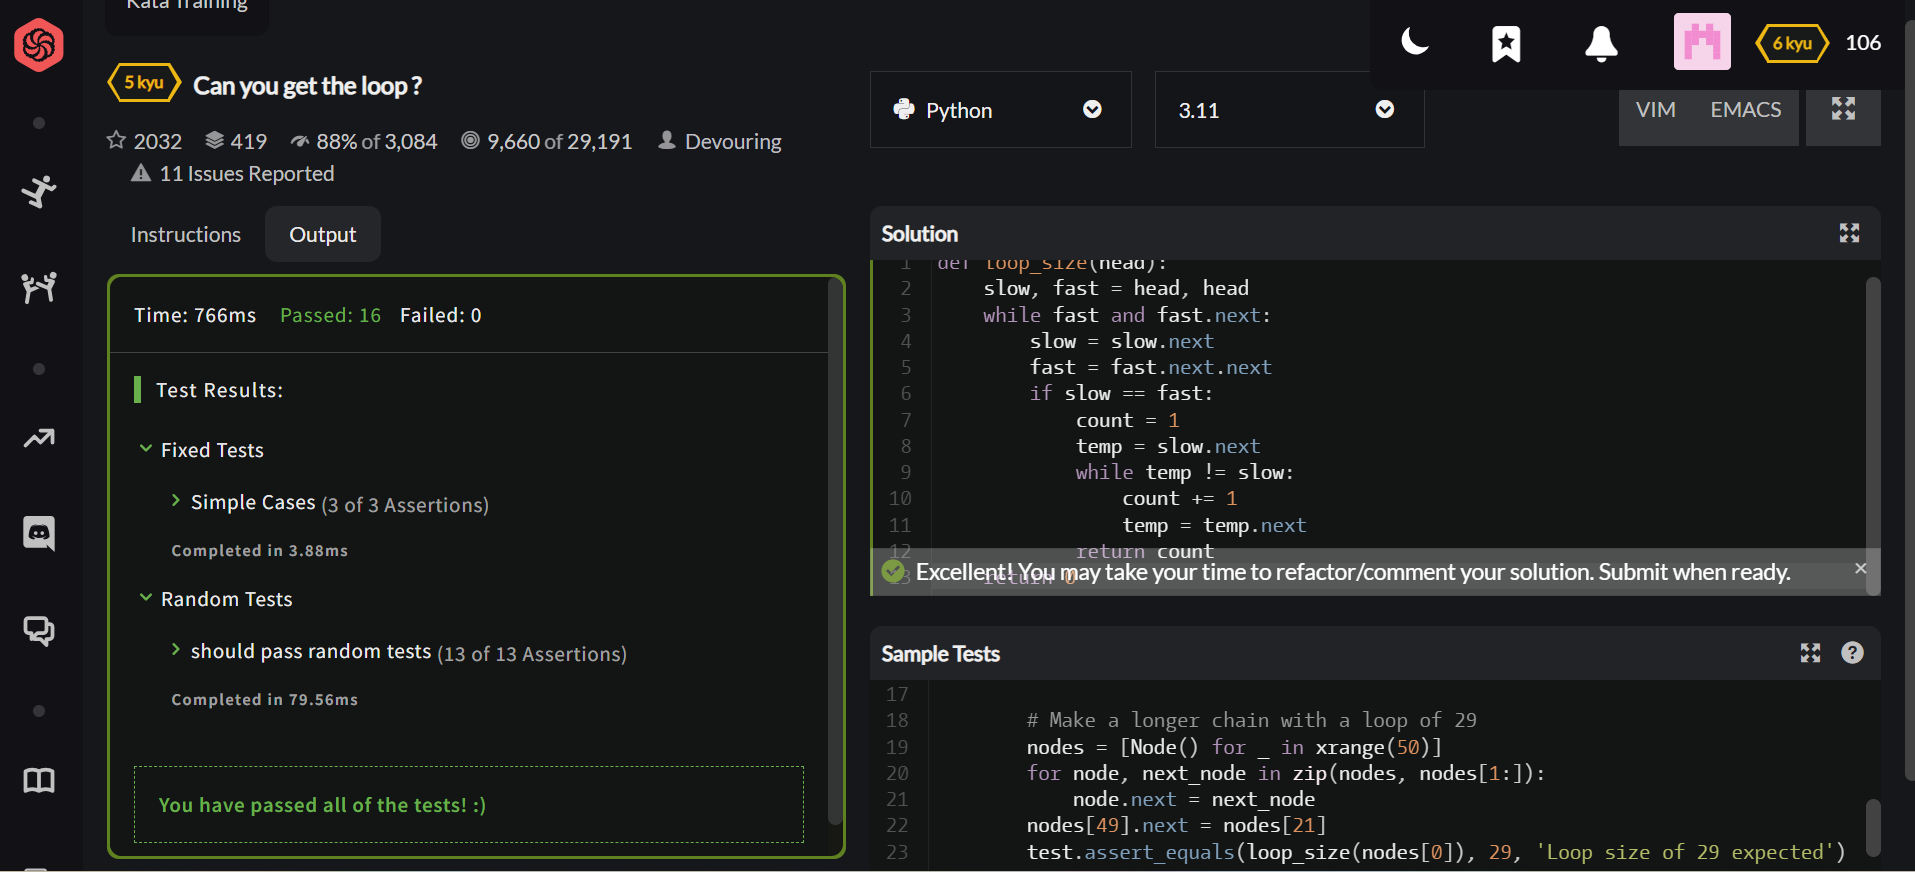 Kata Training
6 kyu
106
5 kyu
Can you get the loop ?
2032
419
88% of 3,084
9,660 of 29,191
Devouring
11 Issues Reported
Python
3.11
VIM
EMACS
Instructions
Output
Time: 766ms
Passed: 16
Failed: 0
Test Results:
Fixed Tests
Simple Cases (3 of 3 Assertions)
Completed in 3.88ms
Random Tests
should pass random tests (13 of 13 Assertions)
Completed in 79.56ms
You have passed all of the tests! :)
Solution
1 def loop_size(head):
2 slow, fast = head, head
3 while fast and fast.next:
4 slow = slow.next
5 fast = fast.next.next
6 if slow == fast:
7 count = 1
8 temp = slow.next
9 while temp != slow:
10 count += 1
11 temp = temp.next
12 return count
13 return 0
Excellent! You may take your time to refactor/comment your solution. Submit when ready.
Sample Tests
17
18 # Make a longer chain with a loop of 29
19 nodes = [Node() for _ in xrange(50)]
20 for node, next_node in zip(nodes, nodes[1:]):
21 node.next = next_node
22 nodes[49].next = nodes[21]
23 test.assert_equals(loop_size(nodes[0]), 29, 'Loop size of 29 expected')